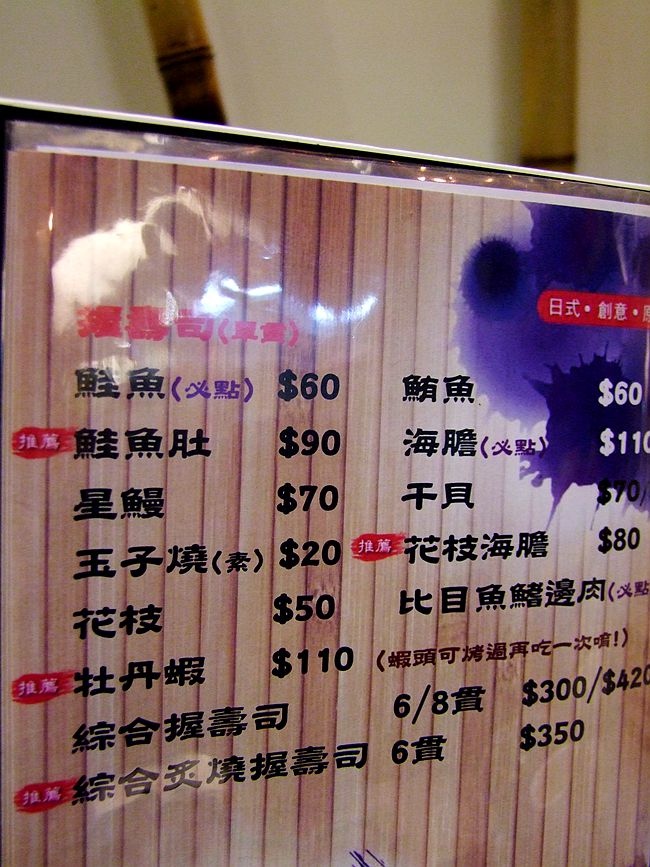 日式・創意・
握壽司(單貫)
鮭魚(必點) $60
推薦 鮭魚肚 $90
星鰻 $70
玉子燒(素) $20
花枝 $50
推薦 牡丹蝦 $110 (蝦頭可烤過再吃一次唷!)
綜合握壽司 6/8貫 $300/$420
推薦 綜合炙燒握壽司 6貫 $350
鮪魚 $60
海膽(必點) $110
干貝 $70/
推薦 花枝海膽 $80
比目魚鰭邊肉(必點